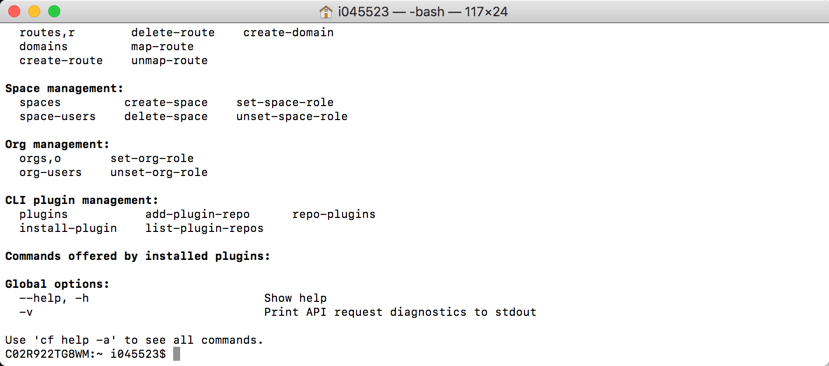 i045523 — -bash — 117×24
routes,r delete-route create-domain
domains map-route
create-route unmap-route
Space management:
spaces create-space set-space-role
space-users delete-space unset-space-role
Org management:
orgs,o set-org-role
org-users unset-org-role
CLI plugin management:
plugins add-plugin-repo repo-plugins
install-plugin list-plugin-repos
Commands offered by installed plugins:
Global options:
--help, -h Show help
-v Print API request diagnostics to stdout
Use 'cf help -a' to see all commands.
C02R922TG8WM:~ i045523$